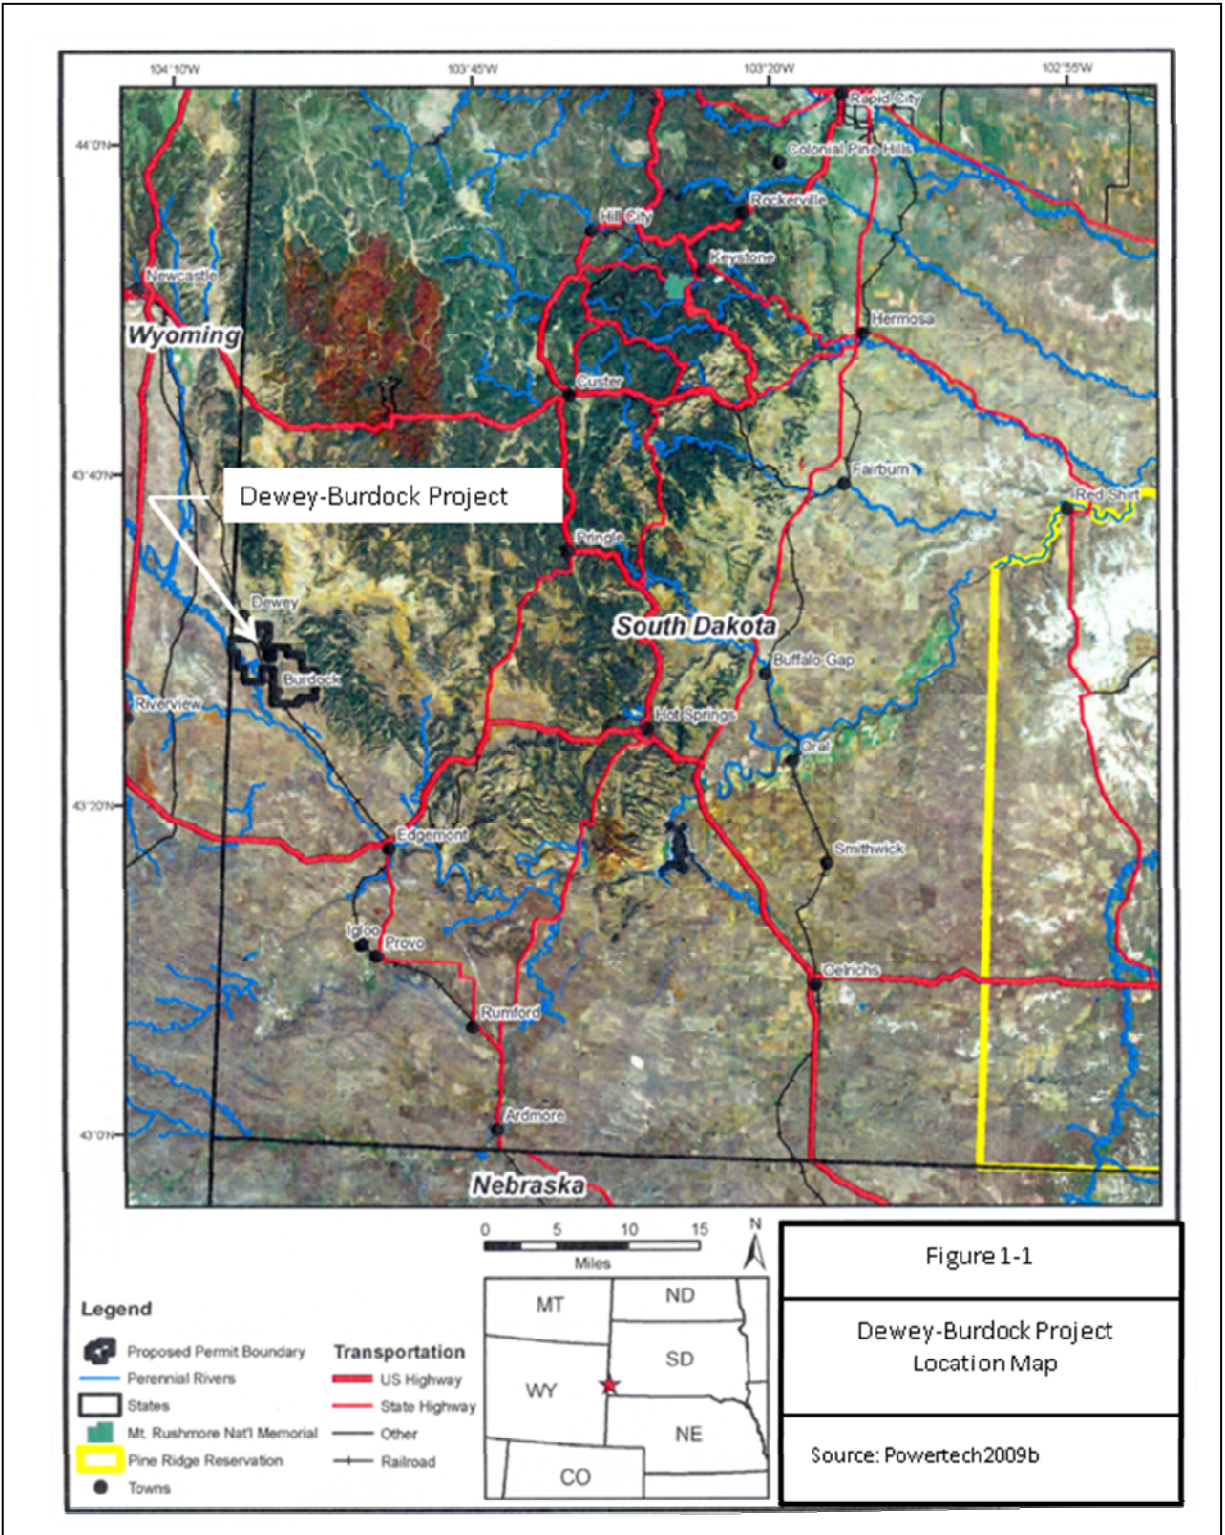 104°10'W 103°45'W 103°20'W 102°55'W
Rapid City
44°0'N
Colonial Pine Hills
Rockerville
Hill City
Keystone
Newcastle
Hermosa
Wyoming
Custer
43°40'N
Fairburn
Dewey-Burdock Project
Red Shirt
Pringle
Dewey
South Dakota
Buffalo Gap
Burdock
Riverview
Hot Springs
Oral
43°20'N
Edgemont
Smithwick
Igloo
Provo
Oelrichs
Rumford
Ardmore
43°0'N
Nebraska
0 5 10 15
Miles
N
Figure 1-1
Dewey-Burdock Project
Location Map
Source: Powertech2009b
MT
ND
SD
WY
NE
CO
Legend
Proposed Permit Boundary
Perennial Rivers
States
Mt. Rushmore Nat'l Memorial
Pine Ridge Reservation
Towns
Transportation
US Highway
State Highway
Other
Railroad